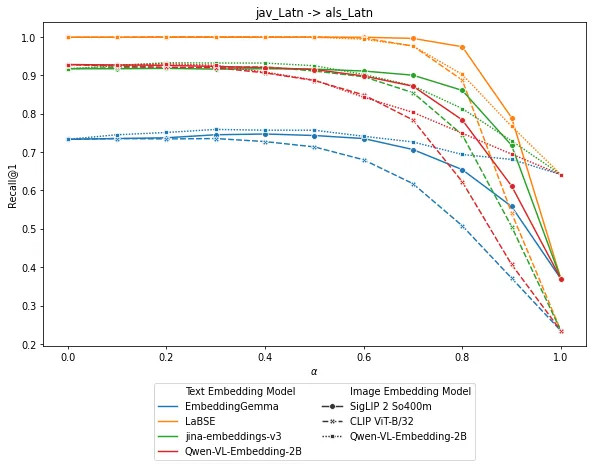 jav_Latn -> als_Latn
1.0
0.9
0.8
0.7
0.6
0.5
0.4
0.3
0.2
Recall@1
0.0 0.2 0.4 0.6 0.8 1.0
α
Text Embedding Model Image Embedding Model
EmbeddingGemma SigLIP 2 So400m
LaBSE CLIP ViT-B/32
jina-embeddings-v3 Qwen-VL-Embedding-2B
Qwen-VL-Embedding-2B